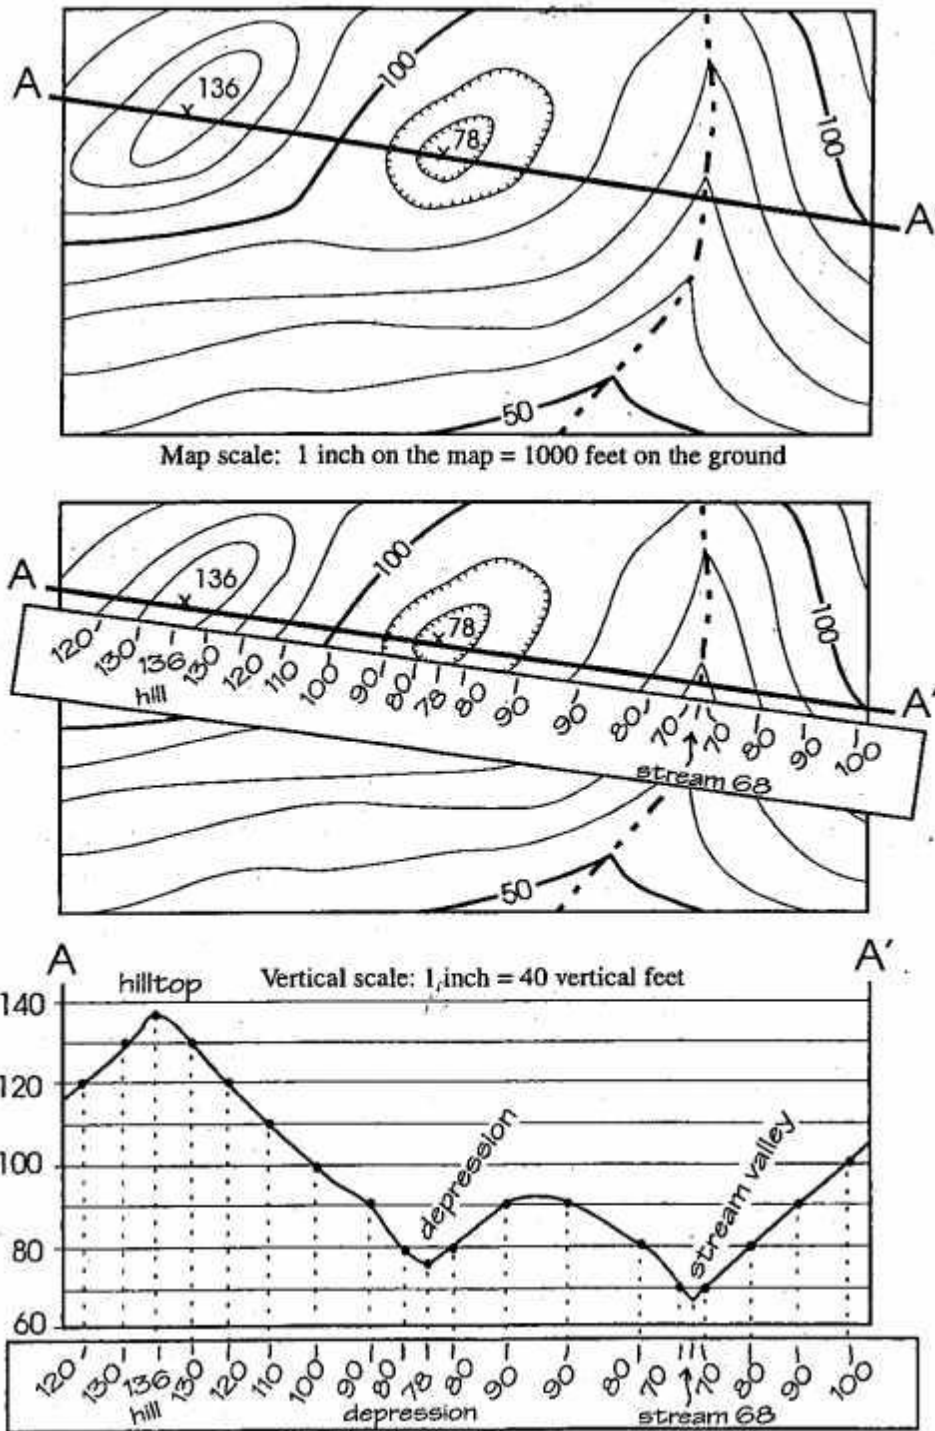 A
136
100
78
100
A
50
Map scale: 1 inch on the map = 1000 feet on the ground
A
136
100
78
100
A'
120 130 136 130 120 110 100 90 80 78 80 90 90 80 70 70 80 90 100
hill
stream 68
50
A
A'
hilltop
Vertical scale: 1 inch = 40 vertical feet
140
120
100
80
60
depression
stream valley
120 130 136 130 120 110 100 90 80 78 80 90 90 80 70 70 80 90 100
hill
depression
stream 68